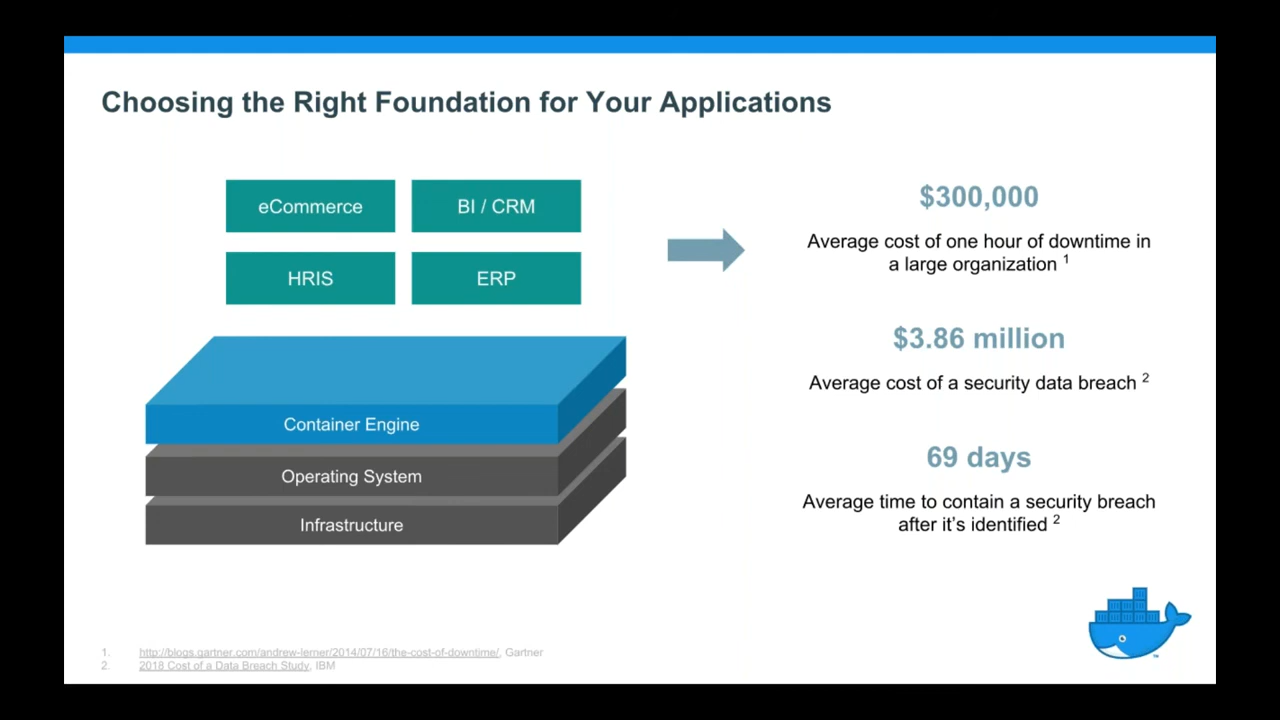 Choosing the Right Foundation for Your Applications
eCommerce
BI / CRM
HRIS
ERP
Container Engine
Operating System
Infrastructure
$300,000
Average cost of one hour of downtime in
a large organization 1
$3.86 million
Average cost of a security data breach 2
69 days
Average time to contain a security breach
after it’s identified 2
1. http://blogs.gartner.com/andrew-lerner/2014/07/16/the-cost-of-downtime/, Gartner
2. 2018 Cost of a Data Breach Study, IBM